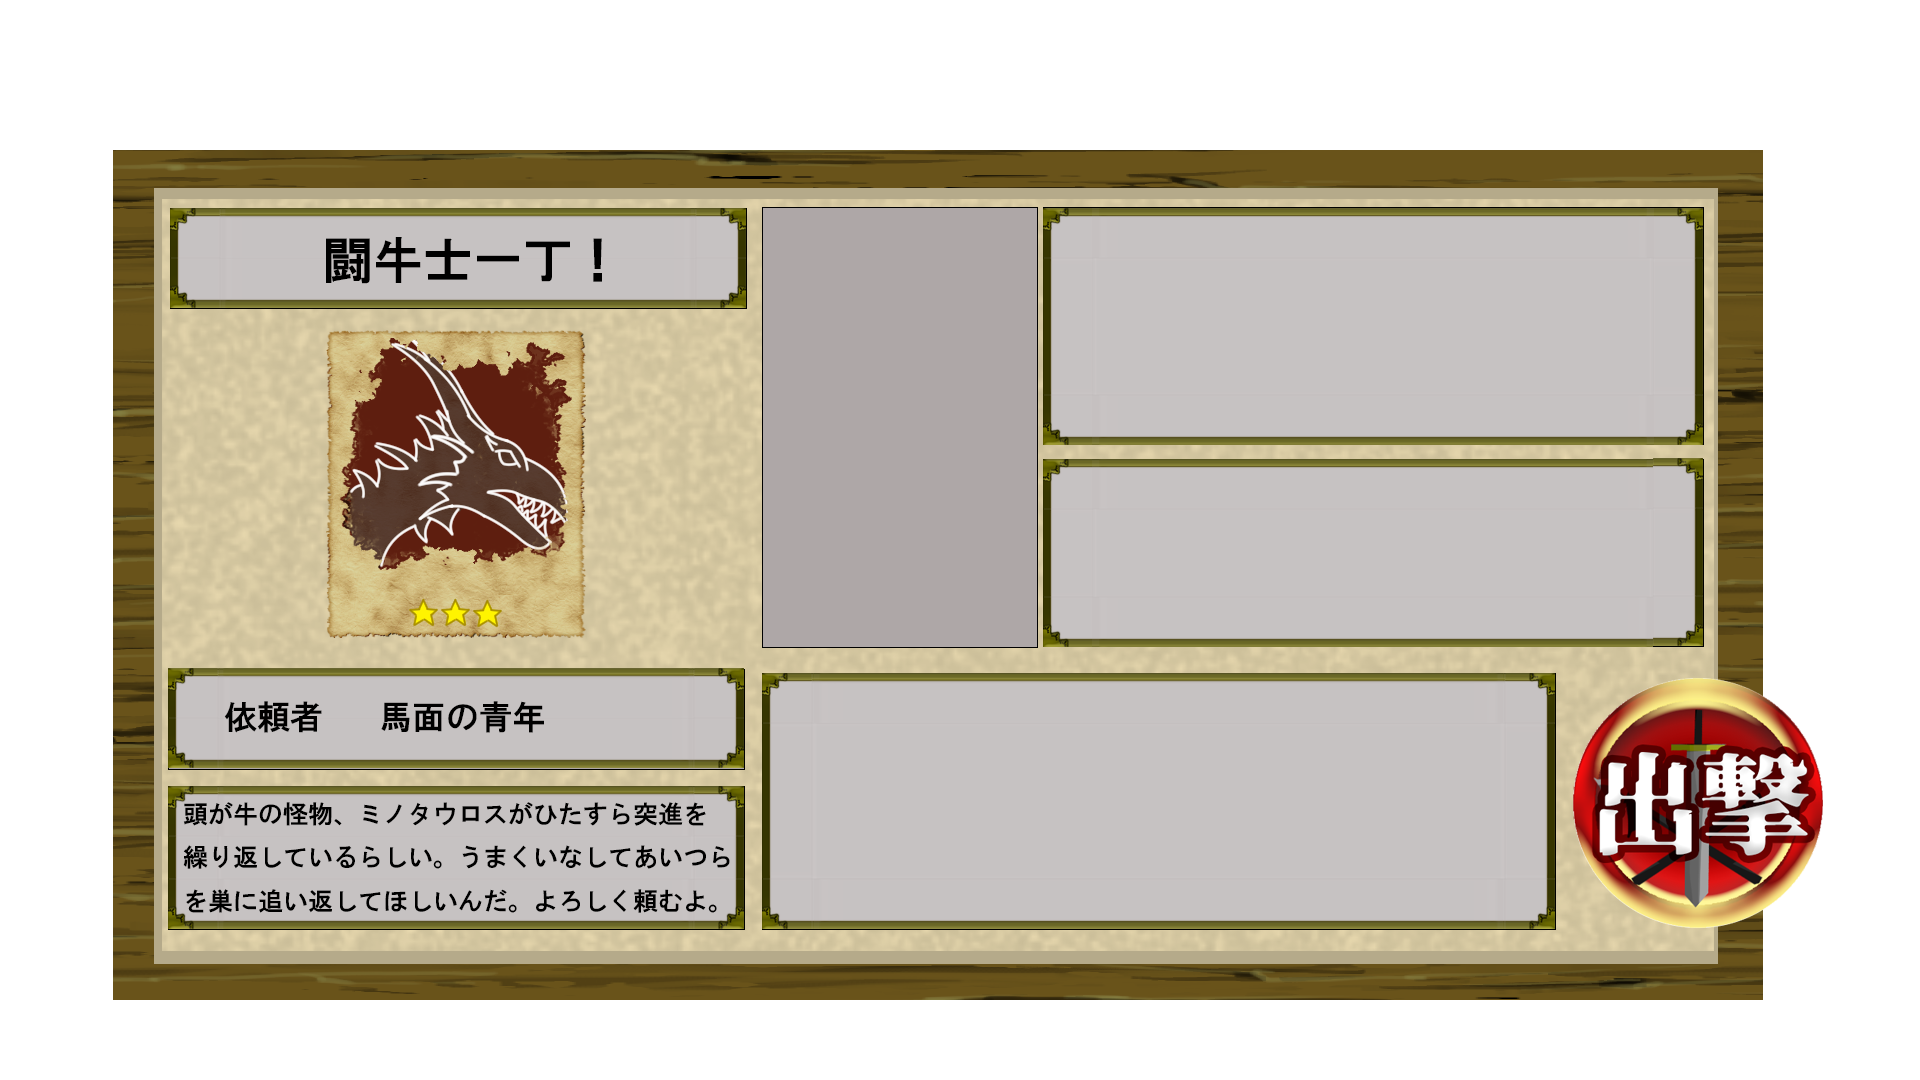 闘牛士一丁！
依頼者　馬面の青年
頭が牛の怪物、ミノタウロスがひたすら突進を
繰り返しているらしい。うまくいなしてあいつら
を巣に追い返してほしいんだ。よろしく頼むよ。
出撃